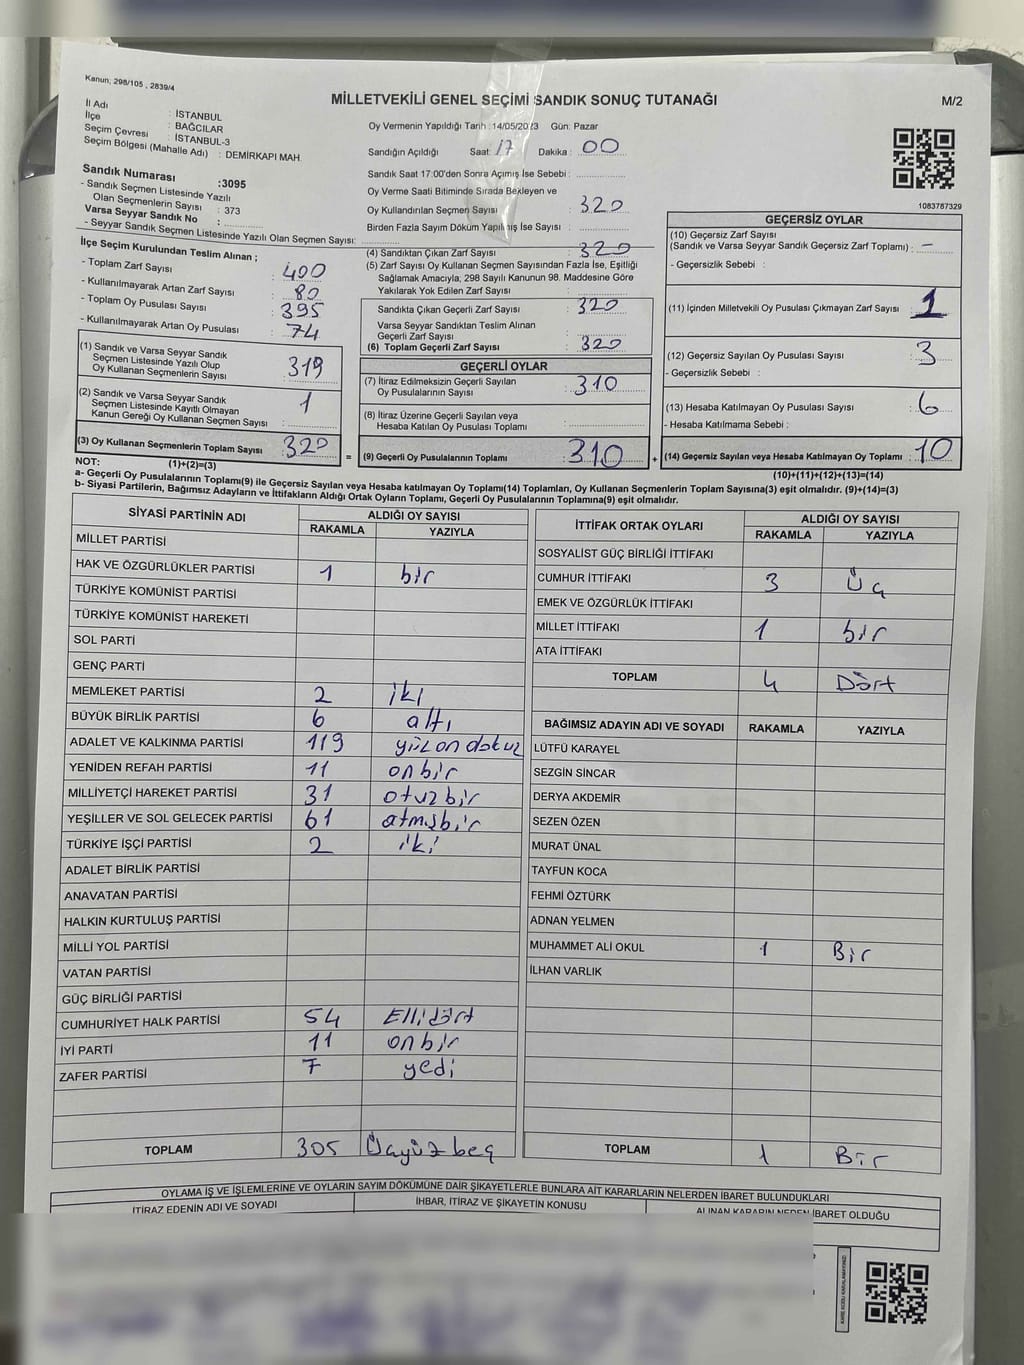 Kanun; 298/105 , 2839/4
MİLLETVEKİLİ GENEL SEÇİMİ SANDIK SONUÇ TUTANAĞI
M/2
İl Adı : İSTANBUL
İlçe : BAĞCILAR
Seçim Çevresi : İSTANBUL-3
Seçim Bölgesi (Mahalle Adı) : DEMİRKAPI MAH.
Sandık Numarası :3095
- Sandık Seçmen Listesinde Yazılı
Olan Seçmenlerin Sayısı : 373
Varsa Seyyar Sandık No :
- Seyyar Sandık Seçmen Listesinde Yazılı Olan Seçmen Sayısı:
İlçe Seçim Kurulundan Teslim Alınan ;
- Toplam Zarf Sayısı : 400
- Kullanılmayarak Artan Zarf Sayısı : 80
- Toplam Oy Pusulası Sayısı : 395
- Kullanılmayarak Artan Oy Pusulası : 74
(1) Sandık ve Varsa Seyyar Sandık
Seçmen Listesinde Yazılı Olup
Oy Kullanan Seçmenlerin Sayısı : 319
(2) Sandık ve Varsa Seyyar Sandık
Seçmen Listesinde Kayıtlı Olmayan
Kanun Gereği Oy Kullanan Seçmen Sayısı : 1
(3) Oy Kullanan Seçmenlerin Toplam Sayısı : 320
(1)+(2)=(3)
Oy Vermenin Yapıldığı Tarih :14/05/2023 Gün: Pazar
Sandığın Açıldığı Saat: 17 Dakika : 00
Sandık Saat 17:00'den Sonra Açımış İse Sebebi :
Oy Verme Saati Bitiminde Sırada Bekleyen ve
Oy Kullandırılan Seçmen Sayısı : 320
Birden Fazla Sayım Döküm Yapılmış İse Sayısı :
(4) Sandıktan Çıkan Zarf Sayısı : 320
(5) Zarf Sayısı Oy Kullanan Seçmen Sayısından Fazla İse, Eşitliği
Sağlamak Amacıyla; 298 Sayılı Kanunun 98. Maddesine Göre
Yakılarak Yok Edilen Zarf Sayısı :
Sandıkta Çıkan Geçerli Zarf Sayısı : 320
Varsa Seyyar Sandıktan Teslim Alınan
Geçerli Zarf Sayısı :
(6) Toplam Geçerli Zarf Sayısı : 320
GEÇERLİ OYLAR
(7) İtiraz Edilmeksizin Geçerli Sayılan
Oy Pusulalarının Sayısı : 310
(8) İtiraz Üzerine Geçerli Sayılan veya
Hesaba Katılan Oy Pusulası Toplamı :
= (9) Geçerli Oy Pusulalarının Toplamı : 310 +
1083787329
GEÇERSİZ OYLAR
(10) Geçersiz Zarf Sayısı
(Sandık ve Varsa Seyyar Sandık Geçersiz Zarf Toplamı) : -
- Geçersizlik Sebebi :
(11) İçinden Milletvekili Oy Pusulası Çıkmayan Zarf Sayısı : 1
(12) Geçersiz Sayılan Oy Pusulası Sayısı : 3
- Geçersizlik Sebebi :
(13) Hesaba Katılmayan Oy Pusulası Sayısı : 6
- Hesaba Katılmama Sebebi :
(14) Geçersiz Sayılan veya Hesaba Katılmayan Oy Toplamı : 10
(10)+(11)+(12)+(13)=(14)
NOT:
a- Geçerli Oy Pusulalarının Toplamı(9) ile Geçersiz Sayılan veya Hesaba katılmayan Oy Toplamı(14) Toplamları, Oy Kullanan Seçmenlerin Toplam Sayısına(3) eşit olmalıdır. (9)+(14)=(3)
b- Siyasi Partilerin, Bağımsız Adayların ve İttifakların Aldığı Ortak Oyların Toplamı, Geçerli Oy Pusulalarının Toplamına(9) eşit olmalıdır.
SİYASİ PARTİNİN ADI ALDIĞI OY SAYISI
RAKAMLA YAZIYLA
MİLLET PARTİSİ
HAK VE ÖZGÜRLÜKLER PARTİSİ 1 bir
TÜRKİYE KOMÜNİST PARTİSİ
TÜRKİYE KOMÜNİST HAREKETİ
SOL PARTİ
GENÇ PARTİ
MEMLEKET PARTİSİ 2 iki
BÜYÜK BİRLİK PARTİSİ 6 altı
ADALET VE KALKINMA PARTİSİ 119 yüzondokuz
YENİDEN REFAH PARTİSİ 11 onbir
MİLLİYETÇİ HAREKET PARTİSİ 31 otuzbir
YEŞİLLER VE SOL GELECEK PARTİSİ 61 atmışbir
TÜRKİYE İŞÇİ PARTİSİ 2 iki
ADALET BİRLİK PARTİSİ
ANAVATAN PARTİSİ
HALKIN KURTULUŞ PARTİSİ
MİLLİ YOL PARTİSİ
VATAN PARTİSİ
GÜÇ BİRLİĞİ PARTİSİ
CUMHURİYET HALK PARTİSİ 54 Ellidört
İYİ PARTİ 11 onbir
ZAFER PARTİSİ 7 yedi
TOPLAM 305 Üçyüzbeş
İTTİFAK ORTAK OYLARI ALDIĞI OY SAYISI
RAKAMLA YAZIYLA
SOSYALİST GÜÇ BİRLİĞİ İTTİFAKI
CUMHUR İTTİFAKI 3 Üç
EMEK VE ÖZGÜRLÜK İTTİFAKI
MİLLET İTTİFAKI 1 bir
ATA İTTİFAKI
TOPLAM 4 Dört
BAĞIMSIZ ADAYIN ADI VE SOYADI RAKAMLA YAZIYLA
LÜTFÜ KARAYEL
SEZGİN SİNCAR
DERYA AKDEMİR
SEZEN ÖZEN
MURAT ÜNAL
TAYFUN KOCA
FEHMİ ÖZTÜRK
ADNAN YELMEN
MUHAMMET ALİ OKUL 1 Bir
İLHAN VARLIK
TOPLAM 1 Bir
OYLAMA İŞ VE İŞLEMLERİNE VE OYLARIN SAYIM DÖKÜMÜNE DAİR ŞİKAYETLERLE BUNLARA AİT KARARLARIN NELERDEN İBARET BULUNDUKLARI
İTİRAZ EDENİN ADI VE SOYADI İHBAR, İTİRAZ VE ŞİKAYETİN KONUSU ALINAN KARARIN NEDEN İBARET OLDUĞU